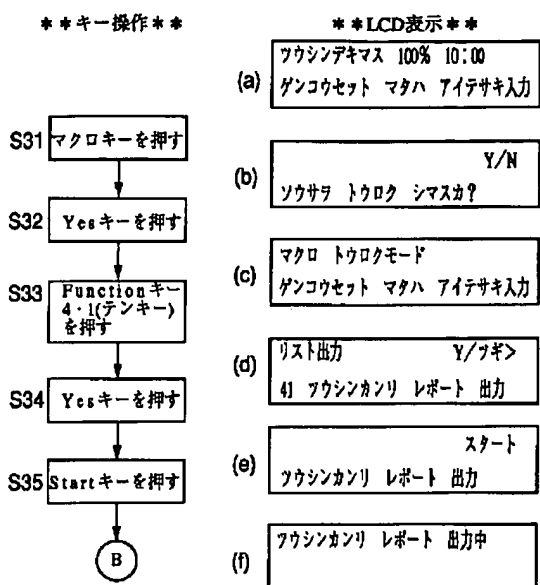 **キー操作** **LCD表示**
(a) ツウシンデキマス 100% 10:00
ゲンコウセット マタハ アイテサキ入力
S31 マクロキーを押す
(b) Y/N
ソウサヲ トウロク シマスカ?
S32 Yesキーを押す
(c) マクロ トウロクモード
ゲンコウセット マタハ アイテサキ入力
S33 Functionキー
4・1(テンキー)
を押す
(d) リスト出力 Y/ツギ>
41 ツウシンカンリ レポート 出力
S34 Yesキーを押す
(e) スタート
ツウシンカンリ レポート 出力
S35 Startキーを押す
(f) ツウシンカンリ レポート 出力中
B